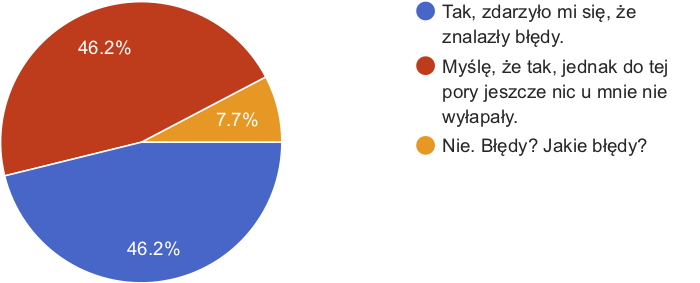 46.2%
7.7%
46.2%
Tak, zdarzyło mi się, że
znalazły błędy.
Myślę, że tak, jednak do tej
pory jeszcze nic u mnie nie
wyłapały.
Nie. Błędy? Jakie błędy?